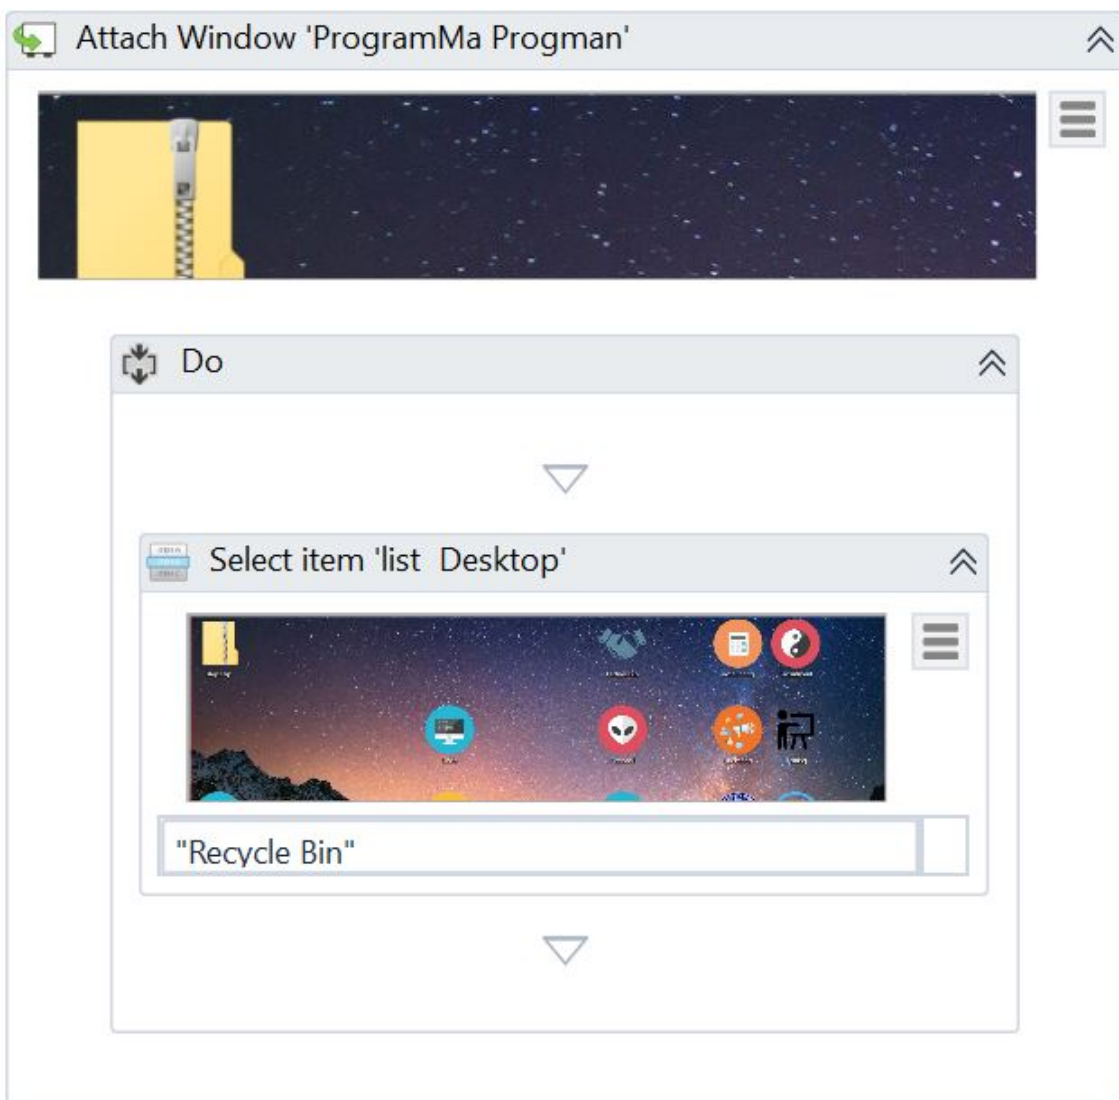 Attach Window 'ProgramMa Progman'
Do
Select item 'list  Desktop'
"Recycle Bin"